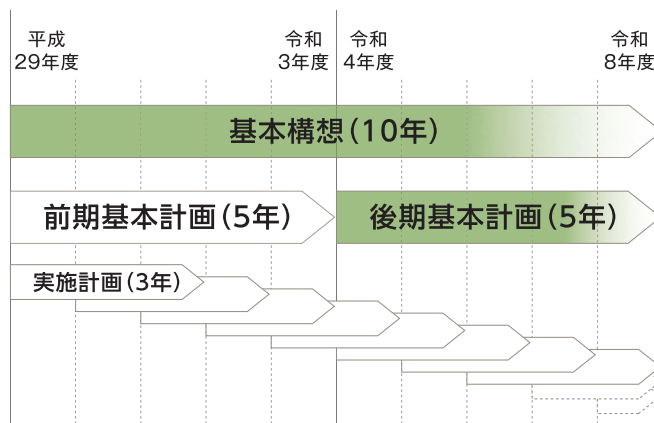 平成
29年度
令和
3年度
令和
4年度
令和
8年度
基本構想(10年)
前期基本計画(5年)
後期基本計画(5年)
実施計画(3年)